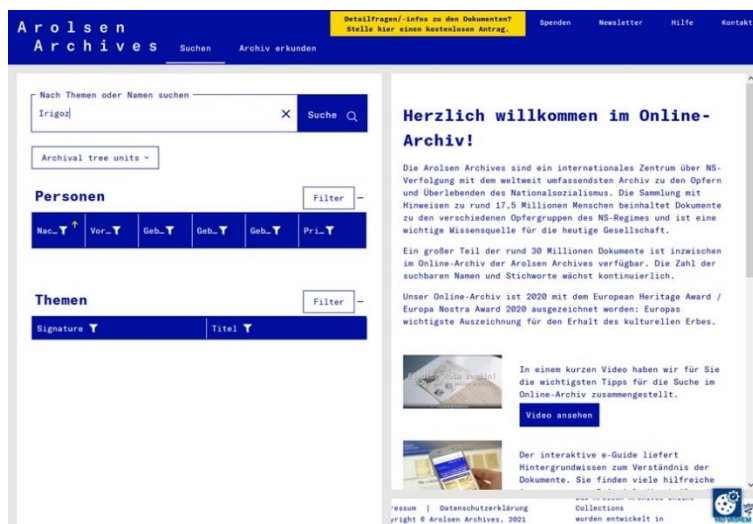 Arolsen
Archives
Suchen
Archiv erkunden
Detailfragen/-infos zu den Dokumenten?
Stelle hier einen kostenlosen Antrag.
Spenden
Newsletter
Hilfe
Kontakt
Nach Themen oder Namen suchen
Irigoz
Suche
Archival tree units
Personen
Filter
Nac…
Vor…
Geb…
Geb…
Geb…
Pri…
Themen
Filter
Signature
Titel
Herzlich willkommen im Online-
Archiv!
Die Arolsen Archives sind ein internationales Zentrum über NS-
Verfolgung mit dem weltweit umfassendsten Archiv zu den Opfern
und Überlebenden des Nationalsozialismus. Die Sammlung mit
Hinweisen zu rund 17,5 Millionen Menschen beinhaltet Dokumente
zu den verschiedenen Opfergruppen des NS-Regimes und ist eine
wichtige Wissensquelle für die heutige Gesellschaft.
Ein großer Teil der rund 30 Millionen Dokumente ist inzwischen
im Online-Archiv der Arolsen Archives verfügbar. Die Zahl der
suchbaren Namen und Stichworte wächst kontinuierlich.
Unser Online-Archiv ist 2020 mit dem European Heritage Award /
Europa Nostra Award 2020 ausgezeichnet worden: Europas
wichtigste Auszeichnung für den Erhalt des kulturellen Erbes.
In einem kurzen Video haben wir für Sie
die wichtigsten Tipps für die Suche im
Online-Archiv zusammengestellt.
Video ansehen
Der interaktive e-Guide liefert
Hintergrundwissen zum Verständnis der
Dokumente. Sie finden viele hilfreiche
ressum | Datenschutzerklärung
yright © Arolsen Archives, 2021
Collections
wurden entwickelt in
YAD VASHEM